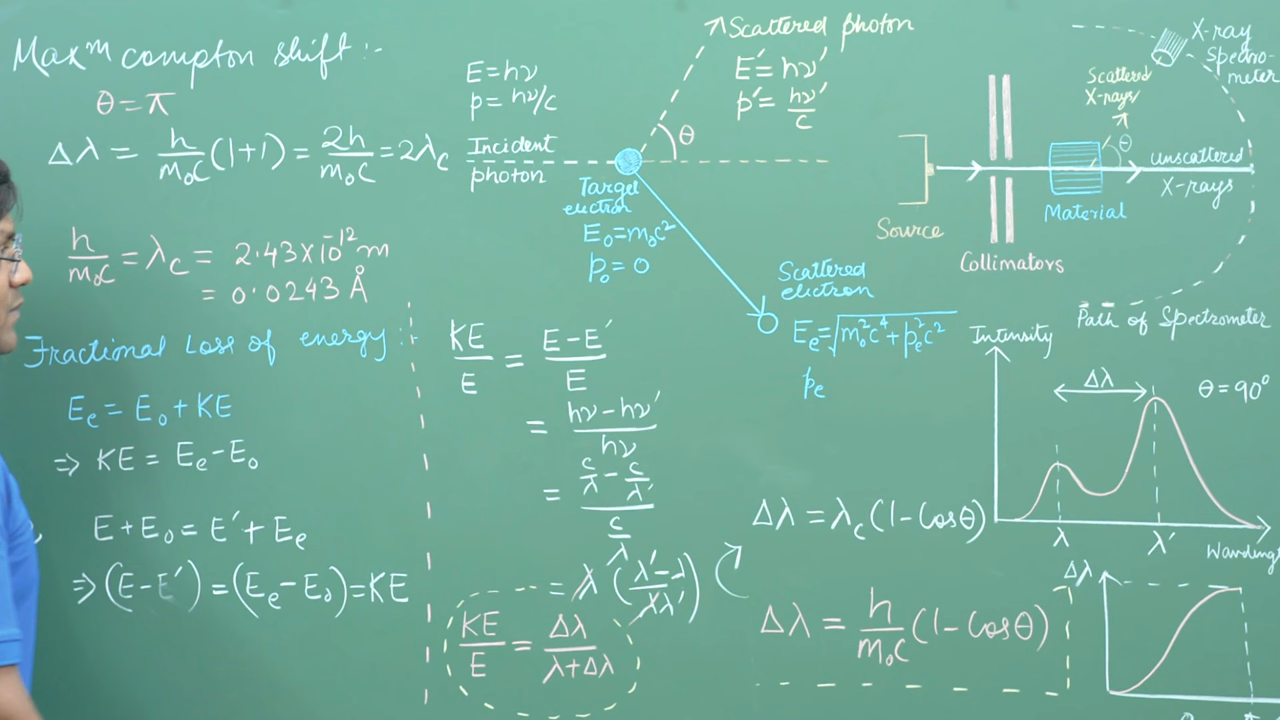 Maxᵐ compton shift :-
θ = π
Δλ = h/m₀c (1+1) = 2h/m₀c = 2λc
h/m₀c = λc = 2.43×10⁻¹² m
= 0.0243 Å
Fractional Loss of energy :-
Eₑ = E₀ + KE
⇒ KE = Eₑ - E₀
E + E₀ = E′ + Eₑ
⇒ (E - E′) = (Eₑ - E₀) = KE
KE/E = (E - E′)/E
= (hν - hν′)/hν
= (c/λ - c/λ′)/(c/λ)
= λ((λ′-λ)/λλ′)
KE/E = Δλ/(λ+Δλ)
E = hν
p = hν/c
Incident
photon
Scattered photon
E′ = hν′
p′ = hν′/c
θ
Target
electron
E₀ = m₀c²
p₀ = 0
Scattered
electron
Eₑ = √(m₀²c⁴ + pₑ²c²)
pₑ
Δλ = λc (1 - Cosθ)
Δλ = h/m₀c (1 - Cosθ)
X-ray
Spectro-
meter
Scattered
X-rays
θ
unscattered
X-rays
Source
Collimators
Material
Path of Spectrometer
Intensity
Δλ
θ = 90°
λ
λ′
Δλ